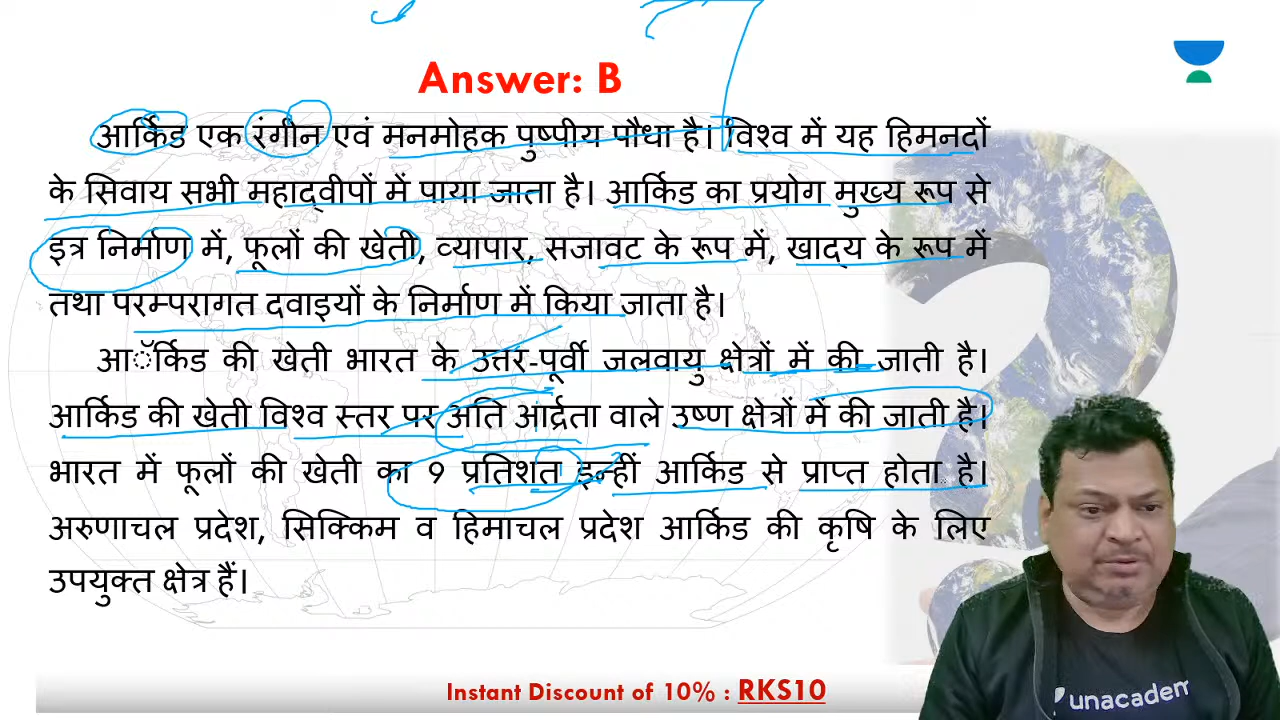 Answer: B
आर्किड एक रंगीन एवं मनमोहक पुष्पीय पौधा है। विश्व में यह हिमनदों
के सिवाय सभी महाद्वीपों में पाया जाता है। आर्किड का प्रयोग मुख्य रूप से
इत्र निर्माण में, फूलों की खेती, व्यापार, सजावट के रूप में, खाद्य के रूप में
तथा परम्परागत दवाइयों के निर्माण में किया जाता है।
आॅर्किड की खेती भारत के उत्तर-पूर्वी जलवायु क्षेत्रों में की जाती है।
आर्किड की खेती विश्व स्तर पर अति आर्द्रता वाले उष्ण क्षेत्रों में की जाती है।
भारत में फूलों की खेती का 9 प्रतिशत इन्हीं आर्किड से प्राप्त होता है।
अरुणाचल प्रदेश, सिक्किम व हिमाचल प्रदेश आर्किड की कृषि के लिए
उपयुक्त क्षेत्र हैं।
Instant Discount of 10% : RKS10
unacadem